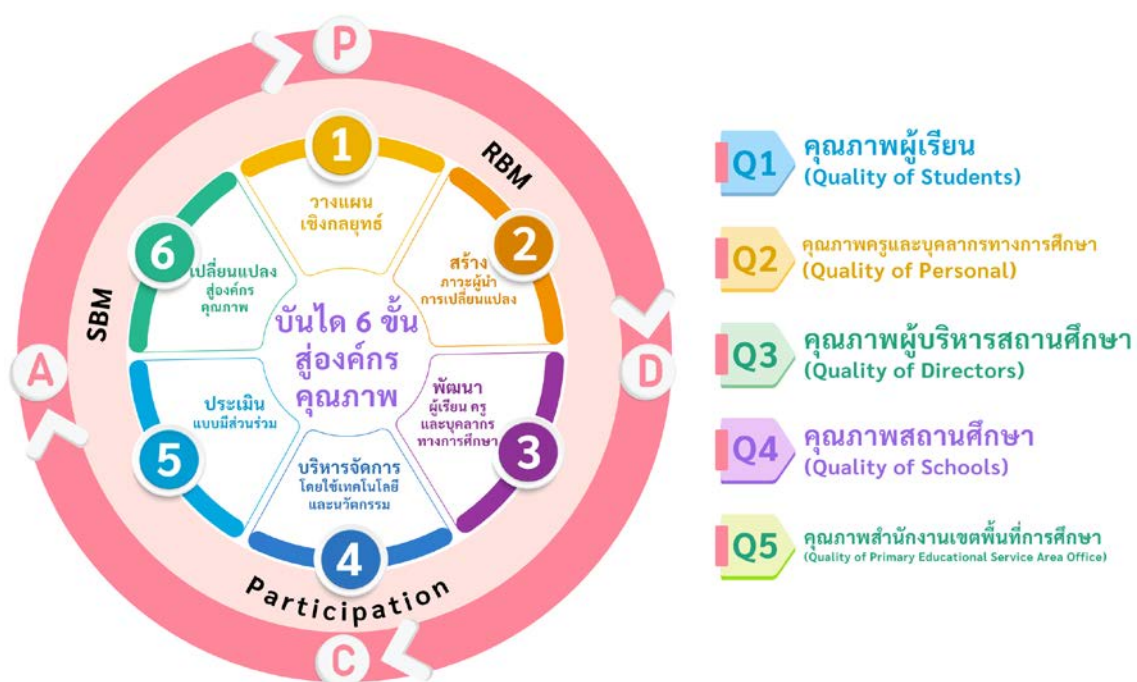 P
RBM
D
Participation
C
A
SBM
1
วางแผน
เชิงกลยุทธ์
2
สร้าง
ภาวะผู้นำ
การเปลี่ยนแปลง
3
พัฒนา
ผู้เรียน ครู
และบุคลากร
ทางการศึกษา
4
บริหารจัดการ
โดยใช้เทคโนโลยี
และนวัตกรรม
5
ประเมิน
แบบมีส่วนร่วม
6
เปลี่ยนแปลง
สู่องค์กร
คุณภาพ
บันได 6 ขั้น
สู่องค์กร
คุณภาพ
Q1
คุณภาพผู้เรียน
(Quality of Students)
Q2
คุณภาพครูและบุคลากรทางการศึกษา
(Quality of Personal)
Q3
คุณภาพผู้บริหารสถานศึกษา
(Quality of Directors)
Q4
คุณภาพสถานศึกษา
(Quality of Schools)
Q5
คุณภาพสำนักงานเขตพื้นที่การศึกษา
(Quality of Primary Educational Service Area Office)